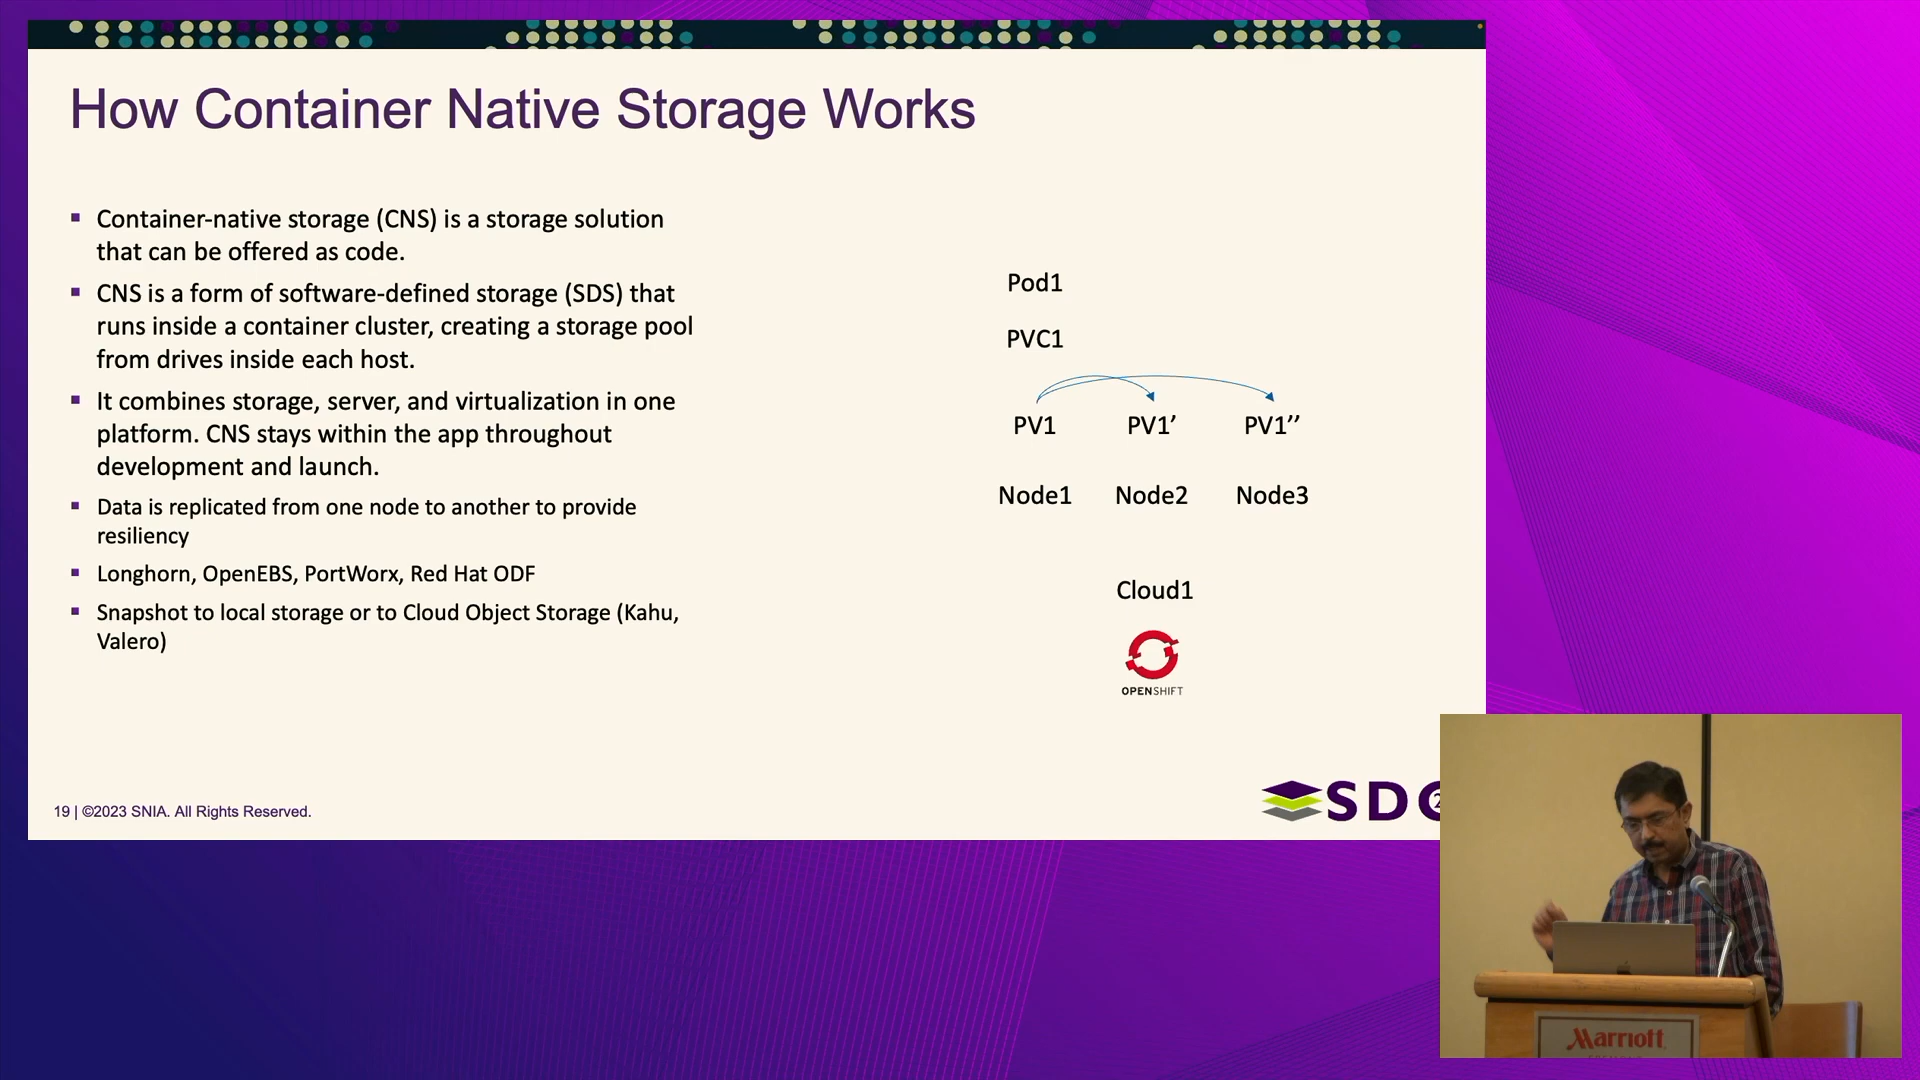 How Container Native Storage Works
Container-native storage (CNS) is a storage solution
that can be offered as code.
CNS is a form of software-defined storage (SDS) that
runs inside a container cluster, creating a storage pool
from drives inside each host.
It combines storage, server, and virtualization in one
platform. CNS stays within the app throughout
development and launch.
Data is replicated from one node to another to provide
resiliency
Longhorn, OpenEBS, PortWorx, Red Hat ODF
Snapshot to local storage or to Cloud Object Storage (Kahu,
Valero)
Pod1
PVC1
PV1 PV1’ PV1’’
Node1 Node2 Node3
Cloud1
OPENSHIFT
19 | ©2023 SNIA. All Rights Reserved.
SDC
Marriott